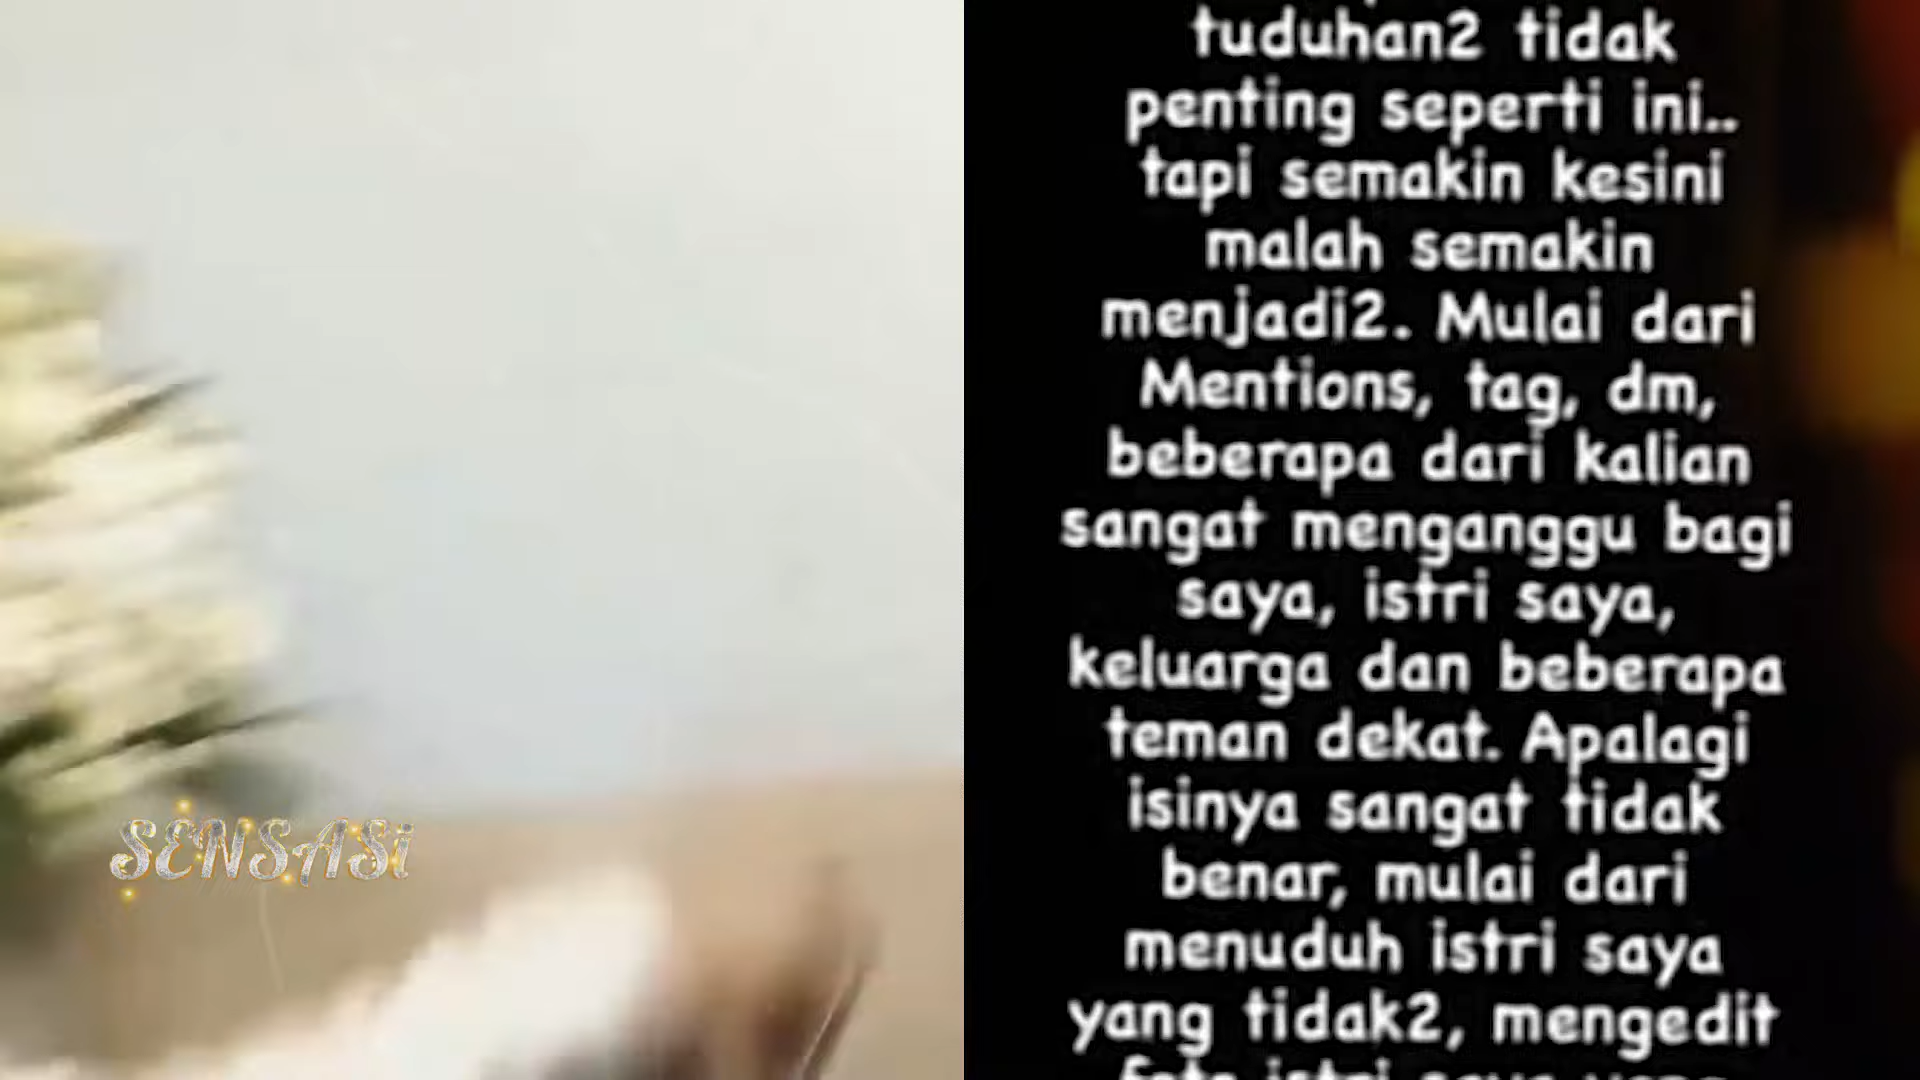 tuduhan2 tidak
penting seperti ini..
tapi semakin kesini
malah semakin
menjadi2. Mulai dari
Mentions, tag, dm,
beberapa dari kalian
sangat menganggu bagi
saya, istri saya,
keluarga dan beberapa
teman dekat. Apalagi
isinya sangat tidak
benar, mulai dari
menuduh istri saya
yang tidak2, mengedit
SENSASi